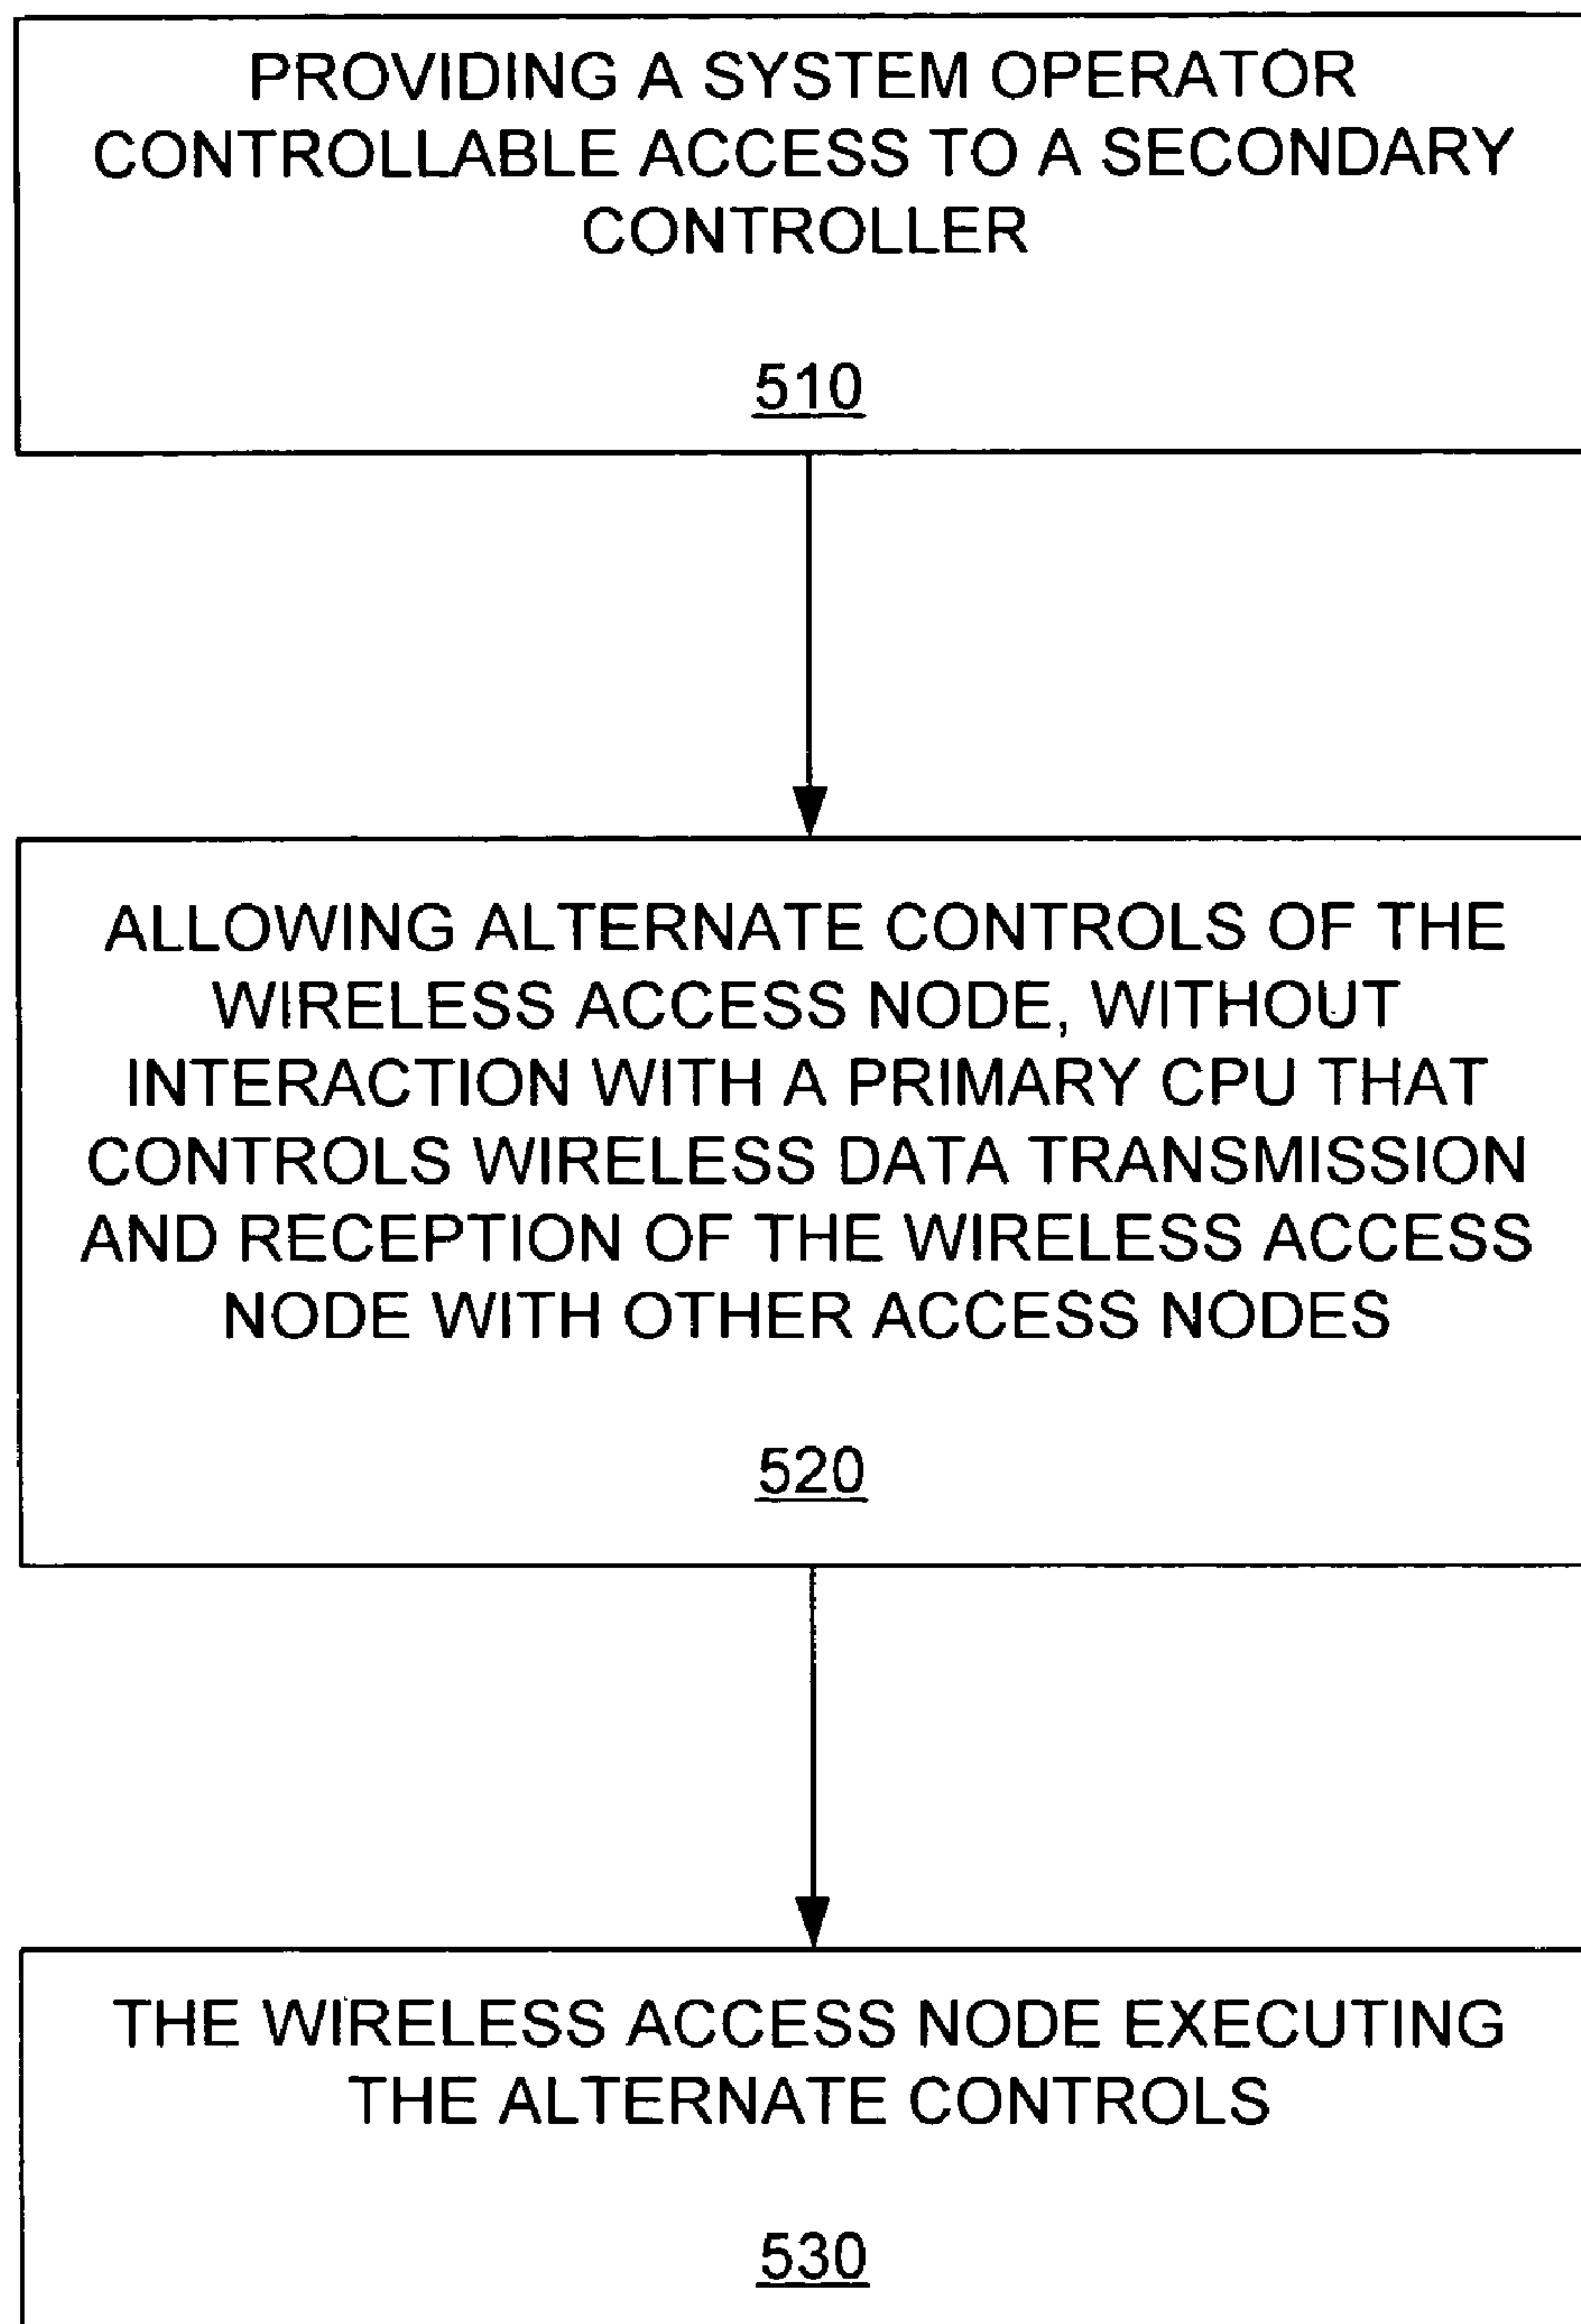 PROVIDING A SYSTEM OPERATOR
CONTROLLABLE ACCESS TO A SECONDARY
CONTROLLER
510
ALLOWING ALTERNATE CONTROLS OF THE
WIRELESS ACCESS NODE, WITHOUT
INTERACTION WITH A PRIMARY CPU THAT
CONTROLS WIRELESS DATA TRANSMISSION
AND RECEPTION OF THE WIRELESS ACCESS
NODE WITH OTHER ACCESS NODES
520
THE WIRELESS ACCESS NODE EXECUTING
THE ALTERNATE CONTROLS
530